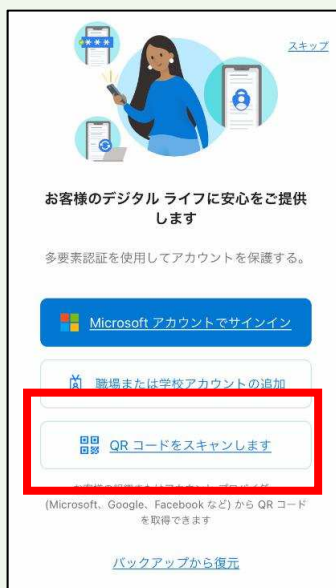 スキップ
お客様のデジタル ライフに安心をご提供
します
多要素認証を使用してアカウントを保護する。
Microsoft アカウントでサインイン
職場または学校アカウントの追加
QR コードをスキャンします
(Microsoft、Google、Facebook など) から QR コード
を取得できます
バックアップから復元